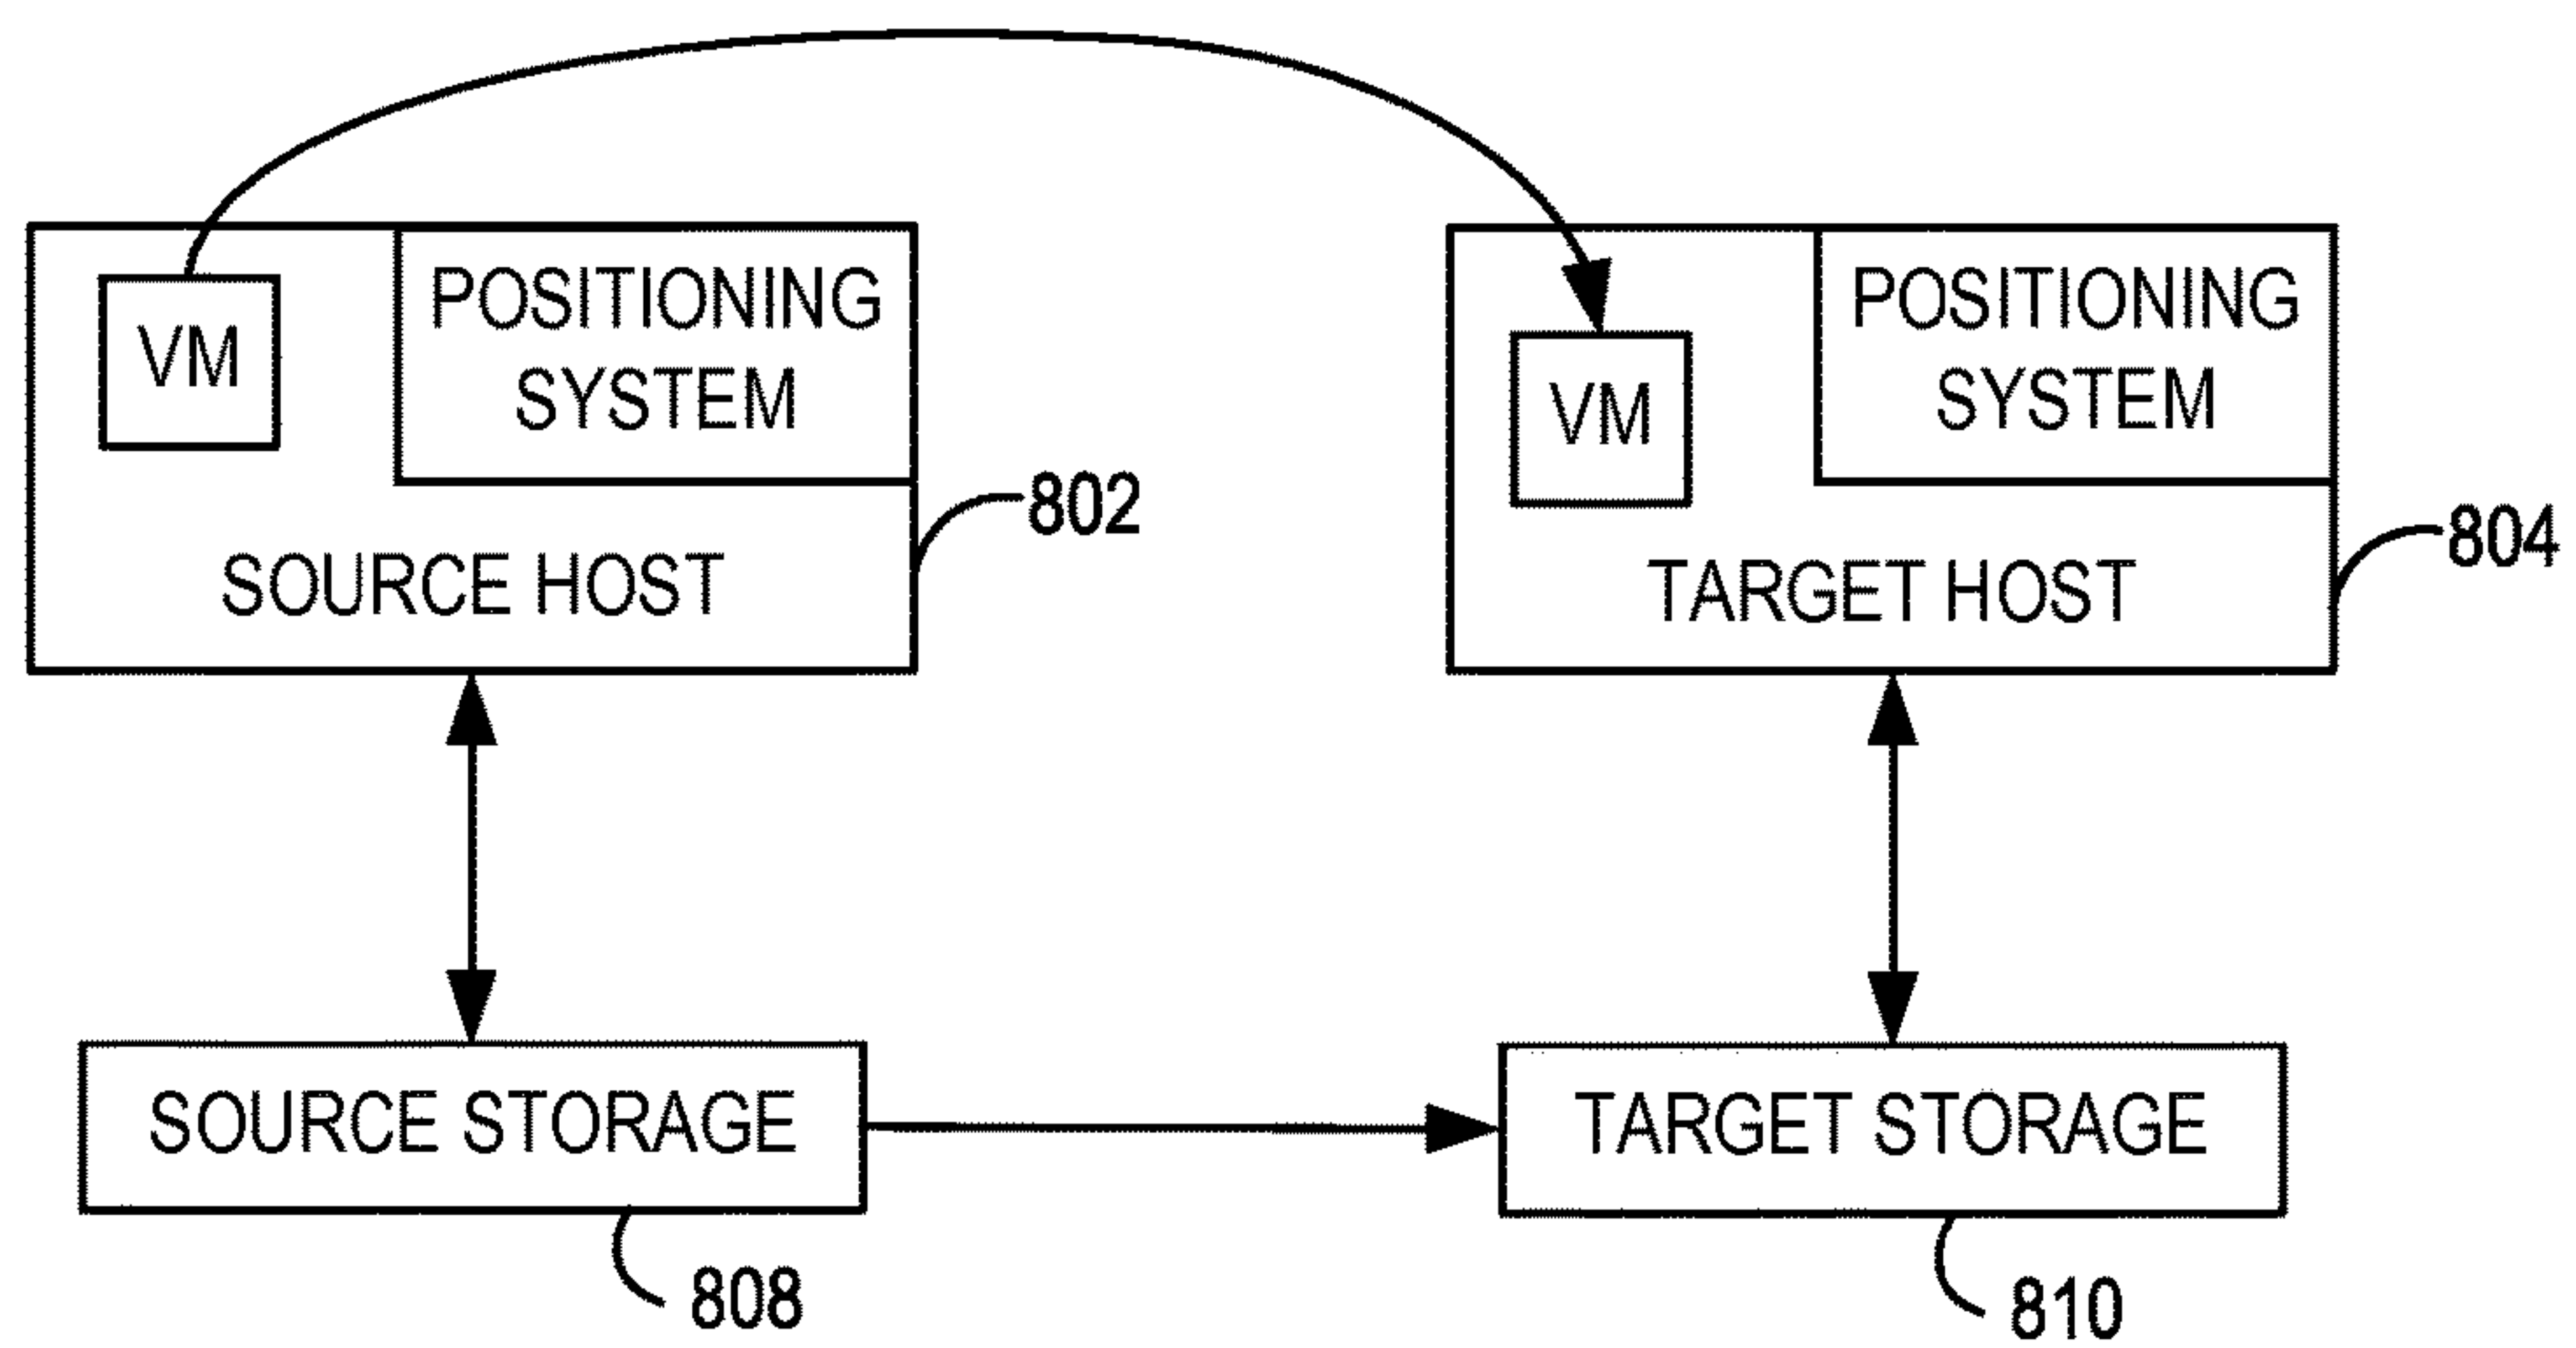 POSITIONING
SYSTEM
VM
802
SOURCE HOST
POSITIONING
SYSTEM
VM
804
TARGET HOST
SOURCE STORAGE
808
TARGET STORAGE
810